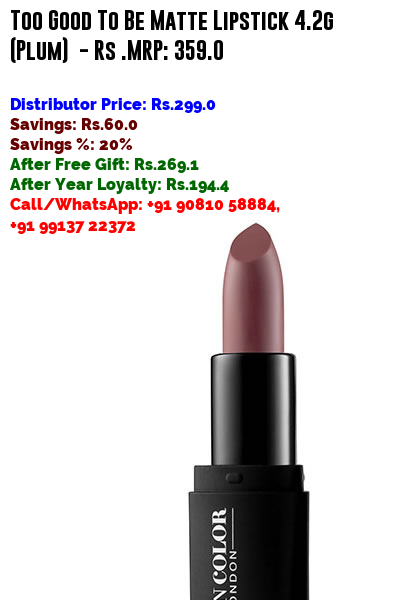 Too Good To Be Matte Lipstick 4.2g
(Plum) - Rs .MRP: 359.0
Distributor Price: Rs.299.0
Savings: Rs.60.0
Savings %: 20%
After Free Gift: Rs.269.1
After Year Loyalty: Rs.194.4
Call/WhatsApp: +91 90810 58884,
+91 99137 22372
N COLOR
ONDON